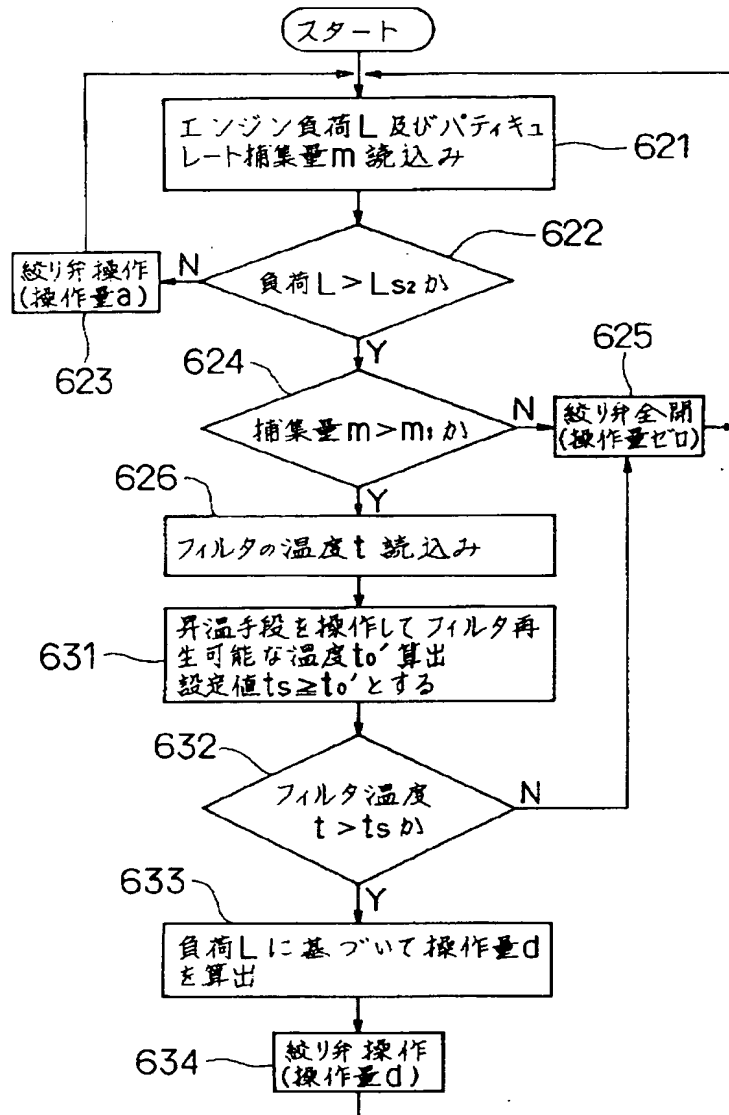 スタート
エンジン負荷L及びパティキュ
レート捕集量m読込み
621
622
負荷L>Ls2か
N
絞り弁操作
(操作量a)
623
Y
624
捕集量m>m1か
N
625
絞り弁全開
(操作量ゼロ)
626
Y
フィルタの温度t読込み
昇温手段を操作してフィルタ再
生可能な温度to′算出
設定値ts≧to′とする
631
632
フィルタ温度
t>tsか
N
Y
633
負荷Lに基づいて操作量d
を算出
634
絞り弁操作
(操作量d)